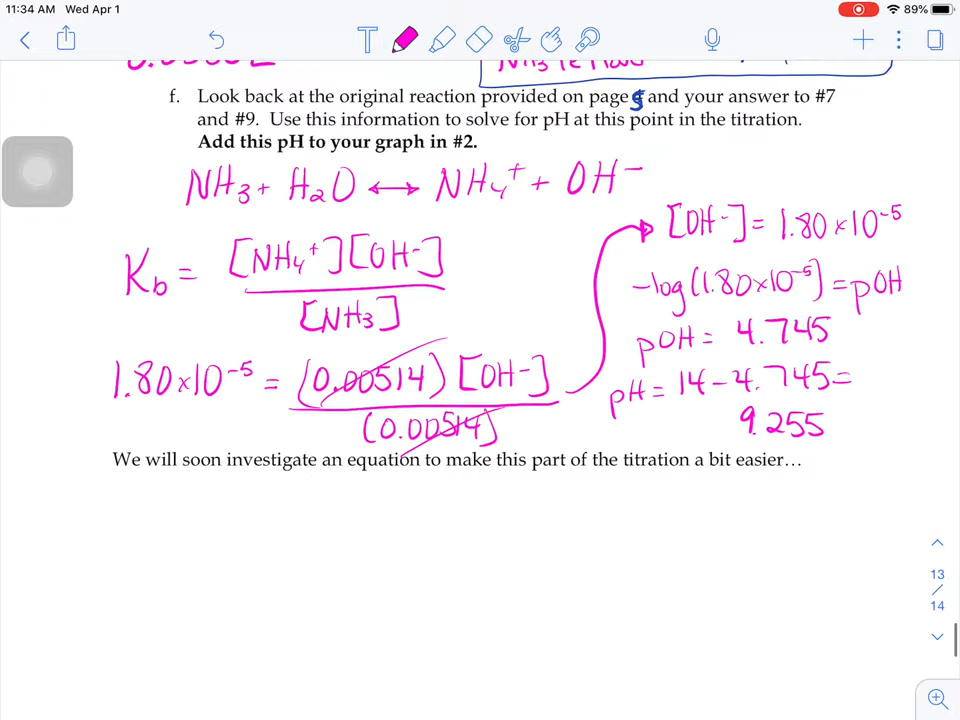 11:34 AM Wed Apr 1
89%
f. Look back at the original reaction provided on page 5 and your answer to #7
and #9. Use this information to solve for pH at this point in the titration.
Add this pH to your graph in #2.
NH3 + H2O ⟷ NH4+ + OH-
Kb = [NH4+][OH-]
[NH3]
1.80×10-5 = (0.00514) [OH-]
(0.00514)
[OH-] = 1.80×10-5
-log(1.80×10-5) = pOH
pOH = 4.745
pH = 14 - 4.745 =
9.255
We will soon investigate an equation to make this part of the titration a bit easier…
13
/
14